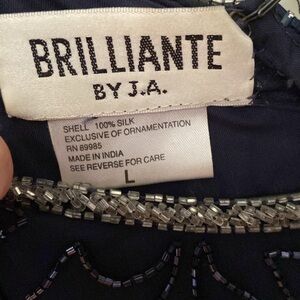 BRILLIANTE
BY J.A.
SHELL 100% SILK
EXCLUSIVE OF ORNAMENTATION
RN 89985
MADE IN INDIA
SEE REVERSE FOR CARE
L